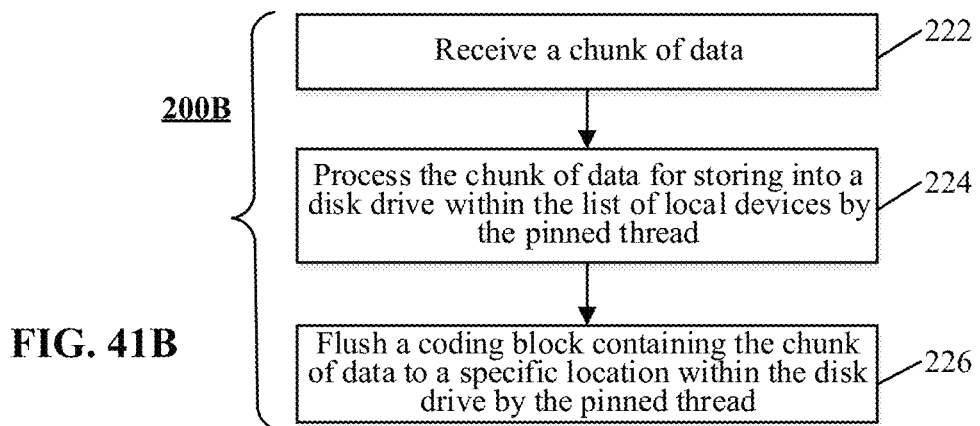 Receive a chunk of data
222
200B
Process the chunk of data for storing into a
disk drive within the list of local devices by
the pinned thread
224
FIG. 41B
Flush a coding block containing the chunk
of data to a specific location within the disk
drive by the pinned thread
226